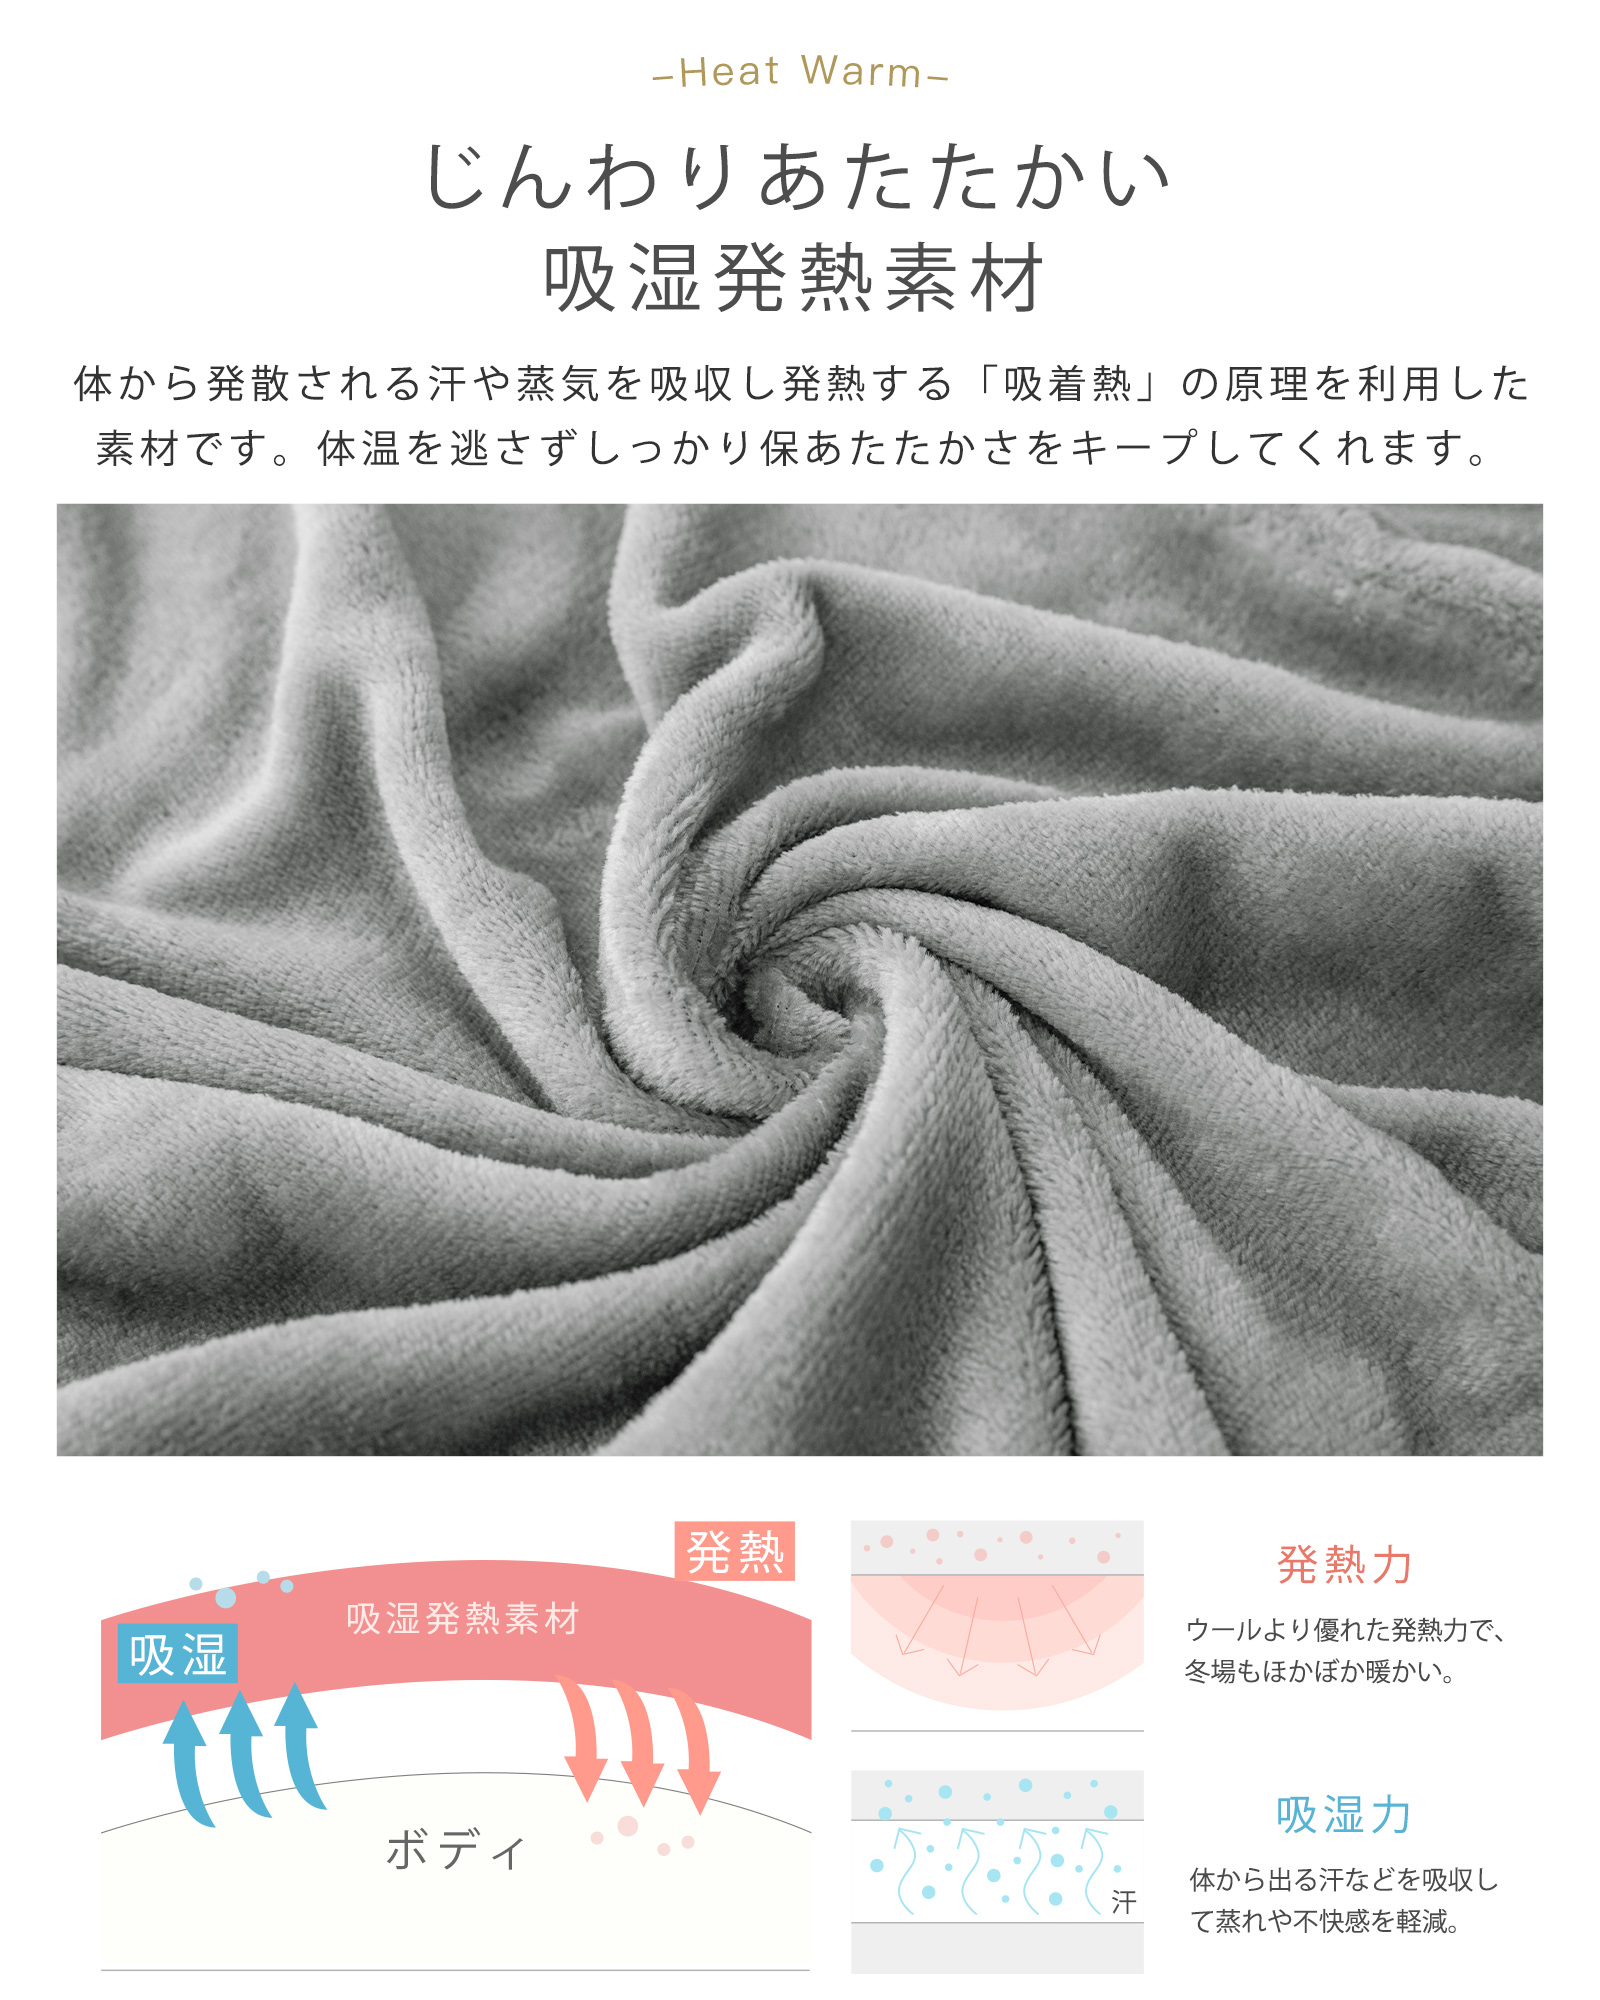 –Heat Warm–
じんわりあたたかい
吸湿発熱素材
体から発散される汗や蒸気を吸収し発熱する「吸着熱」の原理を利用した
素材です。体温を逃さずしっかり保あたたかさをキープしてくれます。
発熱
吸湿発熱素材
吸湿
ボディ
発熱力
ウールより優れた発熱力で、
冬場もほかぽか暖かい。
吸湿力
体から出る汗などを吸収し
て蒸れや不快感を軽減。
汗